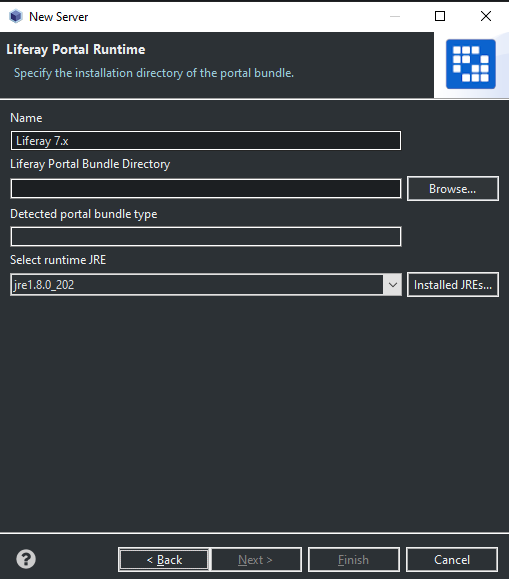 New Server
Liferay Portal Runtime
Specify the installation directory of the portal bundle.
Name
Liferay 7.x
Liferay Portal Bundle Directory
Browse...
Detected portal bundle type
Select runtime JRE
jre1.8.0_202
Installed JREs...
?
< Back
Next >
Finish
Cancel